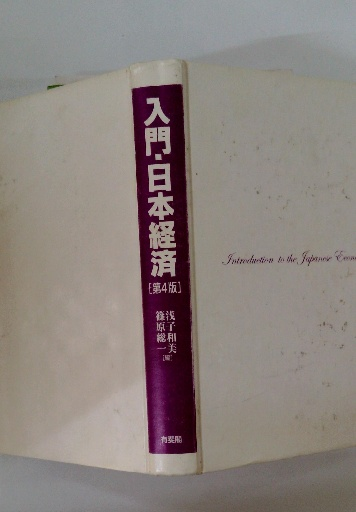 入門・日本経済
[第4版]
浅子和美
篠原総一
[編]
有斐閣
Introduction to the Japanese Econo